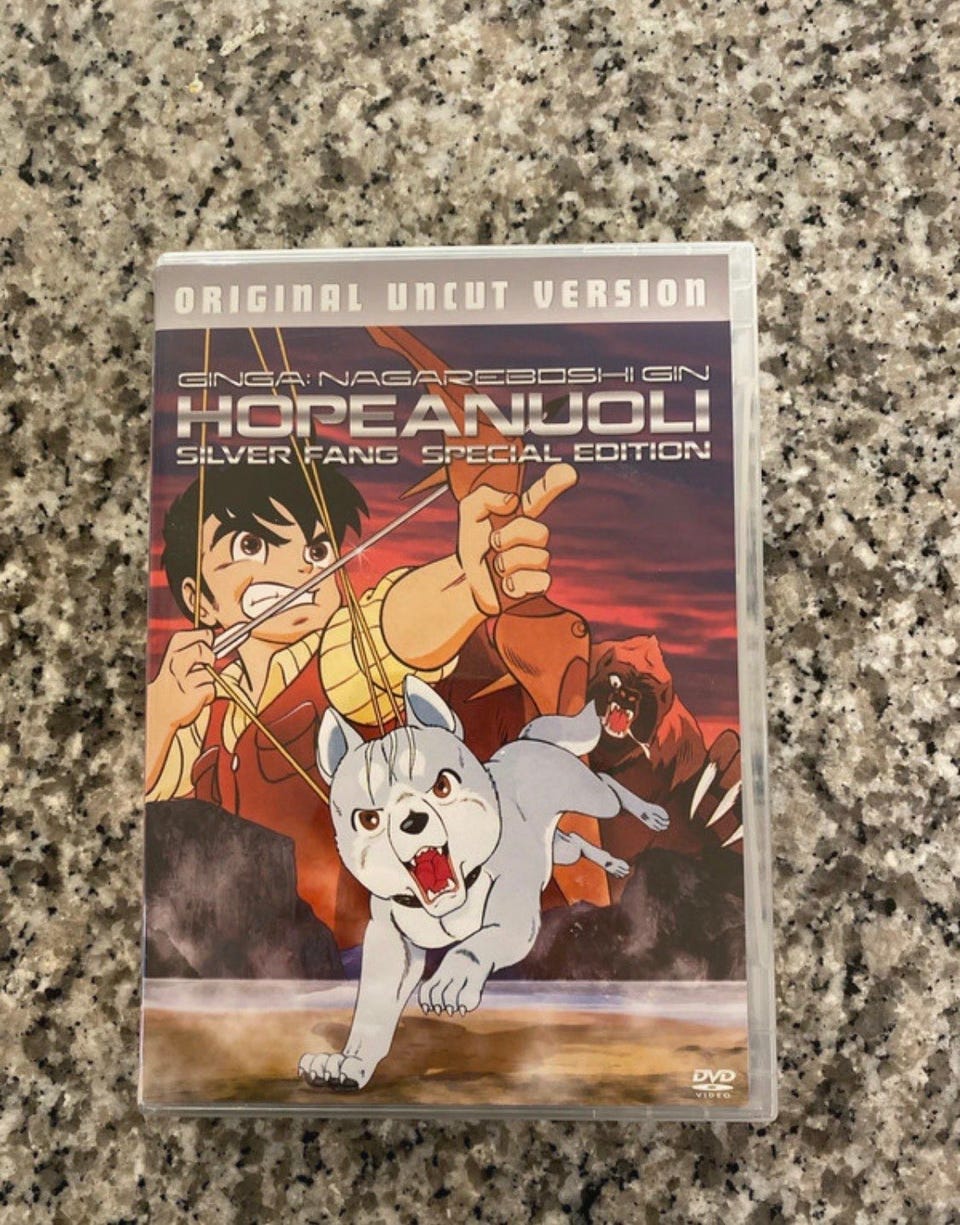 ORIGINAL UNCUT VERSION
GINGA: NAGAREBOSHI GIN
HOPEANUOLI
SILVER FANG SPECIAL EDITION
DVD
VIDEO